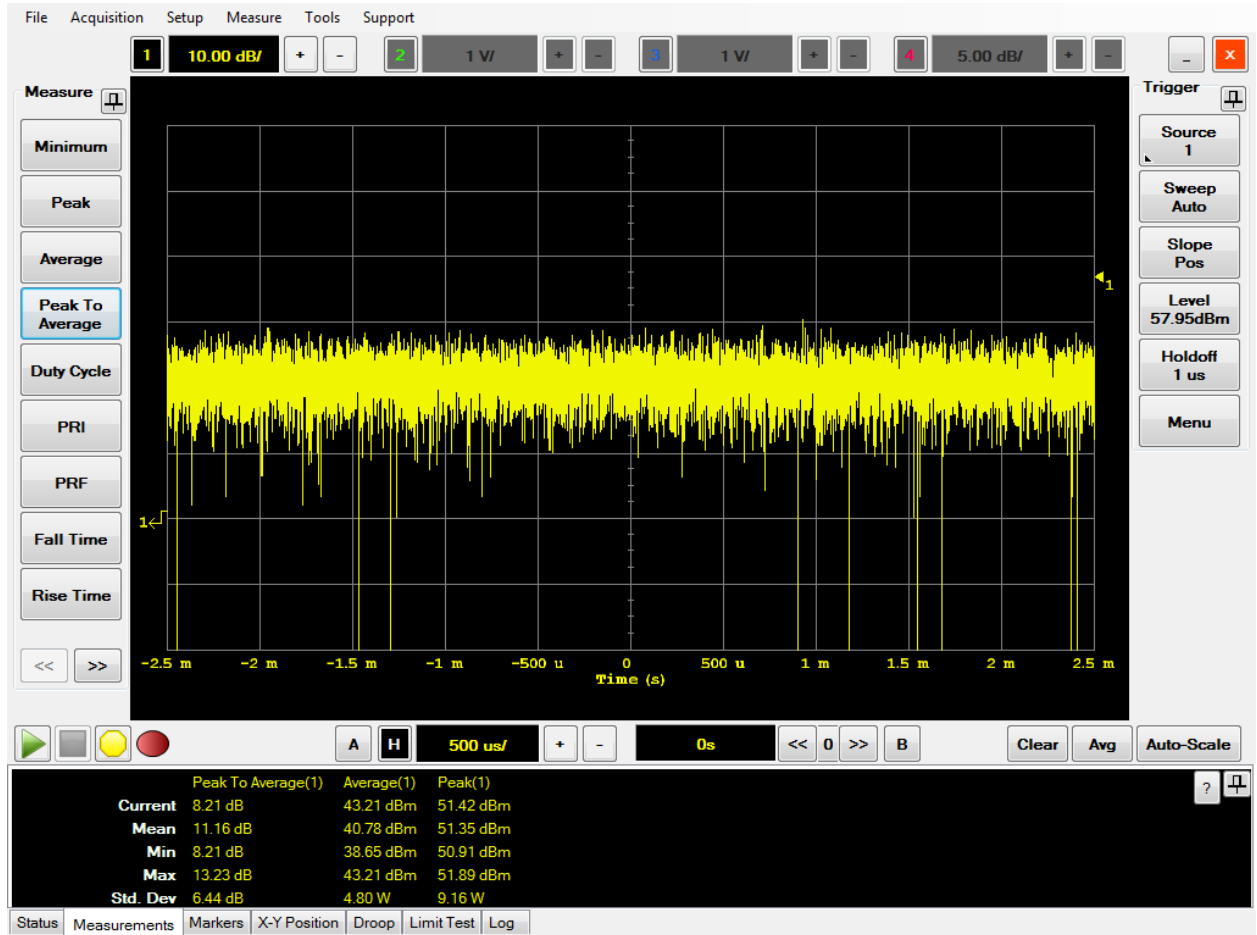 File Acquisition Setup Measure Tools Support
1 10.00 dB/ + - 2 1 V/ + - 3 1 V/ + - 4 5.00 dB/ + - _ x
Measure
Minimum
Peak
Average
Peak To
Average
Duty Cycle
PRI
PRF
Fall Time
Rise Time
<< >>
1
1
-2.5 m -2 m -1.5 m -1 m -500 u 0 500 u 1 m 1.5 m 2 m 2.5 m
Time (s)
Trigger
Source
1
Sweep
Auto
Slope
Pos
Level
57.95dBm
Holdoff
1 us
Menu
A H 500 us/ + - 0s << 0 >> B Clear Avg Auto-Scale
Peak To Average(1) Average(1) Peak(1)
Current 8.21 dB 43.21 dBm 51.42 dBm
Mean 11.16 dB 40.78 dBm 51.35 dBm
Min 8.21 dB 38.65 dBm 50.91 dBm
Max 13.23 dB 43.21 dBm 51.89 dBm
Std. Dev 6.44 dB 4.80 W 9.16 W
?
Status Measurements Markers X-Y Position Droop Limit Test Log